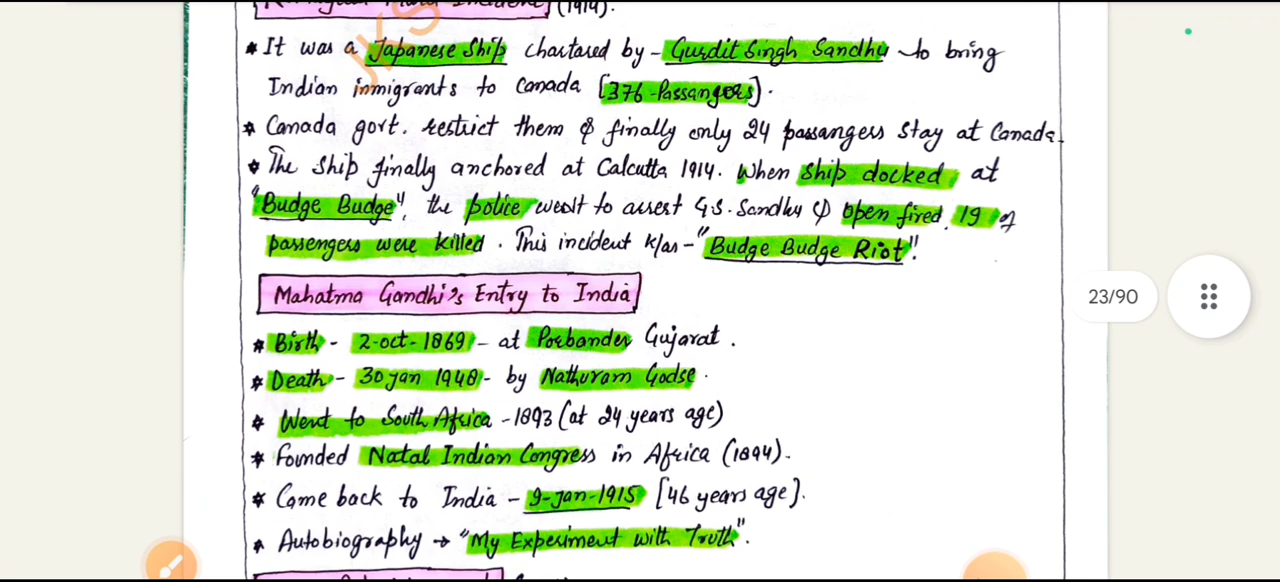 (1914).
JKS
* It was a Japanese Ship chartared by - Gurdit Singh Sandhu to bring
Indian inmigrants to Canada [376-Passangers].
* Canada govt. restrict them & finally only 24 passangers stay at Canada.
* The Ship finally anchored at Calcutta 1914. When ship docked at
"Budge Budge", the police went to arrest G.S. Sandhu & open fired, 19 of
passengers were killed. This incident k/as - "Budge Budge Riot".
Mahatma Gandhi's Entry to India
* Birth - 2-oct-1869 - at Porbander Gujarat.
* Death - 30 Jan 1948 - by Nathuram Godse.
* Went to South Africa - 1893 (at 24 years age)
* Founded Natal Indian Congress in Africa (1894).
* Came back to India - 9-Jan-1915 [46 years age].
* Autobiography → "My Experiment with Truth".
23/90